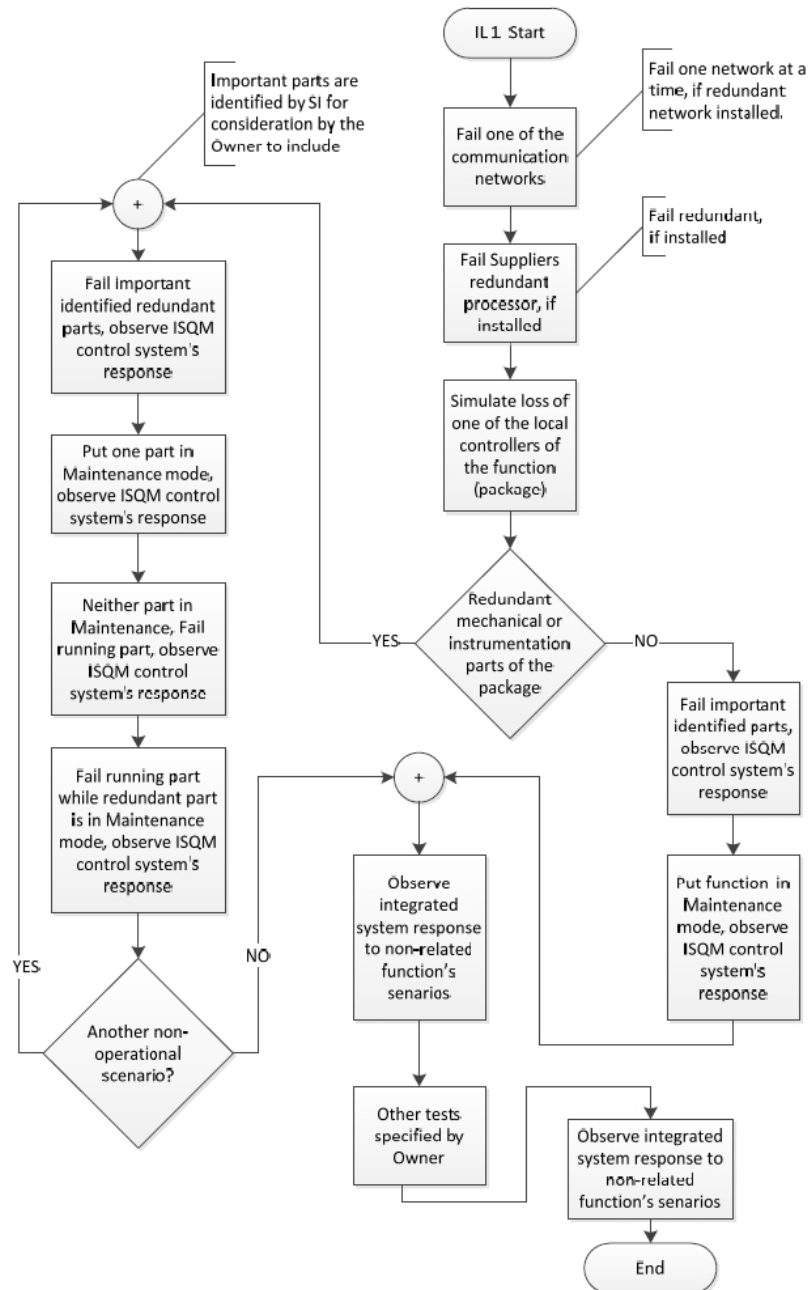 IL1 Start
Fail one network at a
time, if redundant
network installed.
Important parts are
identified by SI for
consideration by the
Owner to include
Fail one of the
communication
networks
+
Fail redundant,
if installed
Fail Suppliers
redundant
processor, if
installed
Fail Important
identified redundant
parts, observe ISQM
control system's
response
Simulate loss of
one of the local
controllers of
the function
(package)
Put one part in
Maintenance mode,
observe ISQM control
system's response
Redundant
mechanical or
instrumentation
parts of the
package
YES
NO
Neither part in
Maintenance, Fail
running part, observe
ISQM control
system's response
Fail important
identified parts,
observe ISQM
control system's
response
Fail running part
while redundant part
is in Maintenance
mode, observe ISQM
control system's
response
+
Observe
integrated
system response
to non-related
function's
senarios
Put function in
Maintenance
mode, observe
ISQM control
system's
response
YES
NO
Another non-
operational
scenario?
Other tests
specified by
Owner
Observe integrated
system response to
non-related
function's senarios
End